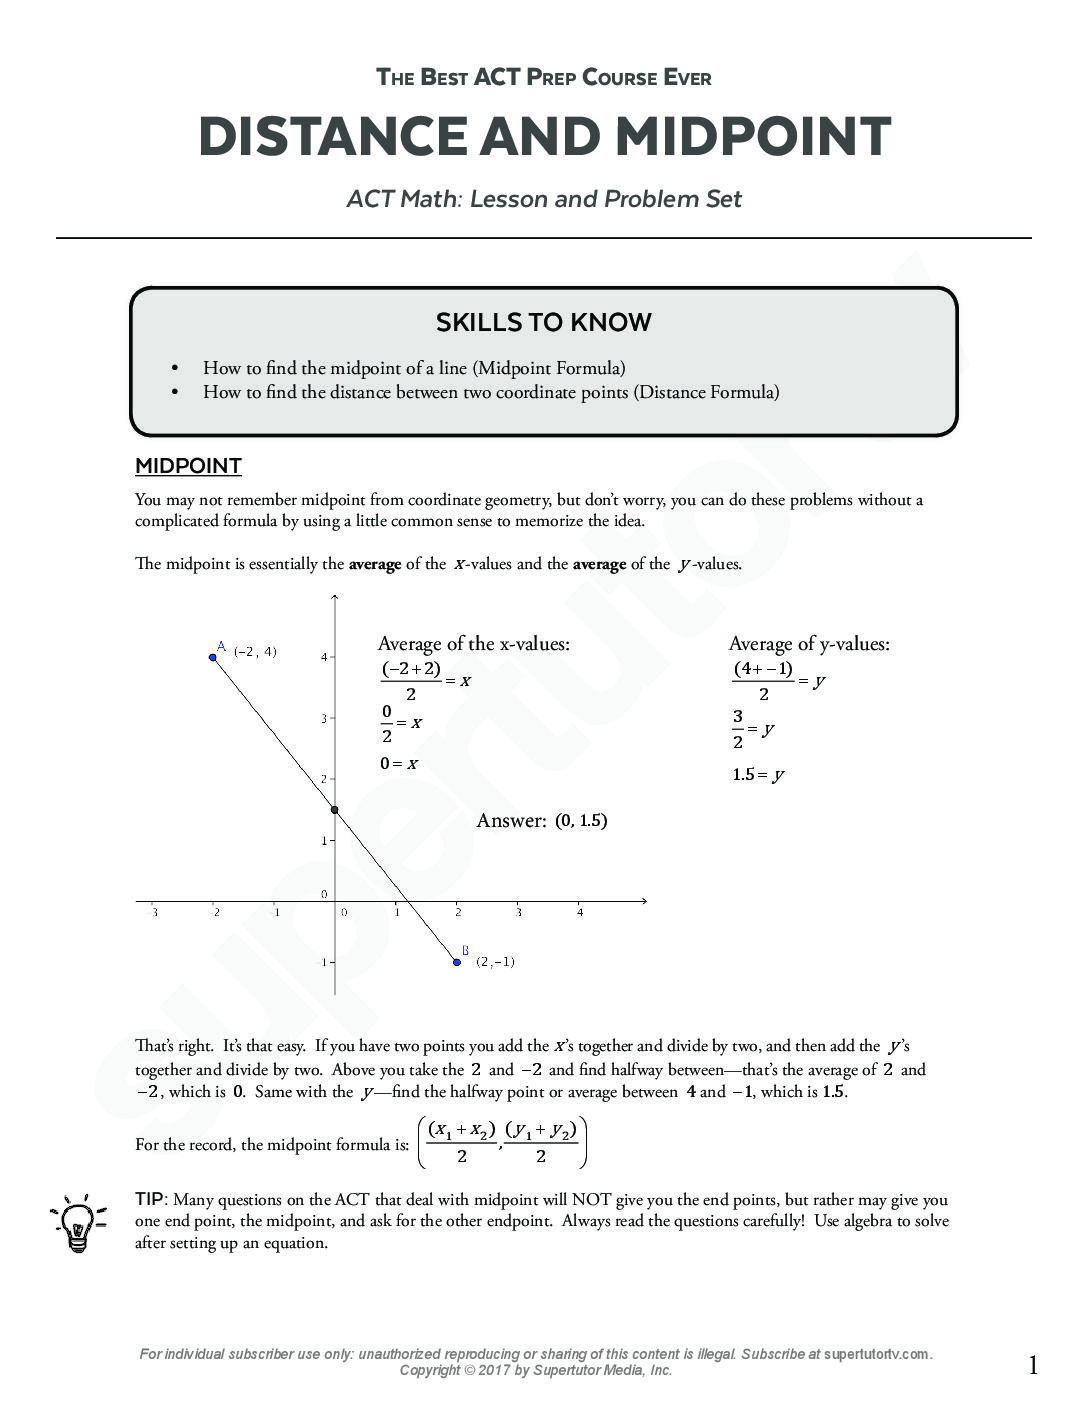 THE BEST ACT PREP COURSE EVER
DISTANCE AND MIDPOINT
ACT Math: Lesson and Problem Set
SKILLS TO KNOW
• How to find the midpoint of a line (Midpoint Formula)
• How to find the distance between two coordinate points (Distance Formula)
MIDPOINT
You may not remember midpoint from coordinate geometry, but don't worry, you can do these problems without a
complicated formula by using a little common sense to memorize the idea.
The midpoint is essentially the average of the x-values and the average of the y-values.
A (−2, 4)
4
3
2
1
0
-3 -2 -1 0 1 2 3 4
-1
B (2,−1)
Average of the x-values:
(−2+2)/2 = x
0/2 = x
0 = x
Average of y-values:
(4+−1)/2 = y
3/2 = y
1.5 = y
Answer: (0, 1.5)
That's right. It's that easy. If you have two points you add the x's together and divide by two, and then add the y's
together and divide by two. Above you take the 2 and −2 and find halfway between—that's the average of 2 and
−2, which is 0. Same with the y—find the halfway point or average between 4 and −1, which is 1.5.
For the record, the midpoint formula is: ((x₁ + x₂)/2, (y₁ + y₂)/2)
TIP: Many questions on the ACT that deal with midpoint will NOT give you the end points, but rather may give you
one end point, the midpoint, and ask for the other endpoint. Always read the questions carefully! Use algebra to solve
after setting up an equation.
For individual subscriber use only: unauthorized reproducing or sharing of this content is illegal. Subscribe at supertutortv.com.
Copyright © 2017 by Supertutor Media, Inc.
1
supertutor